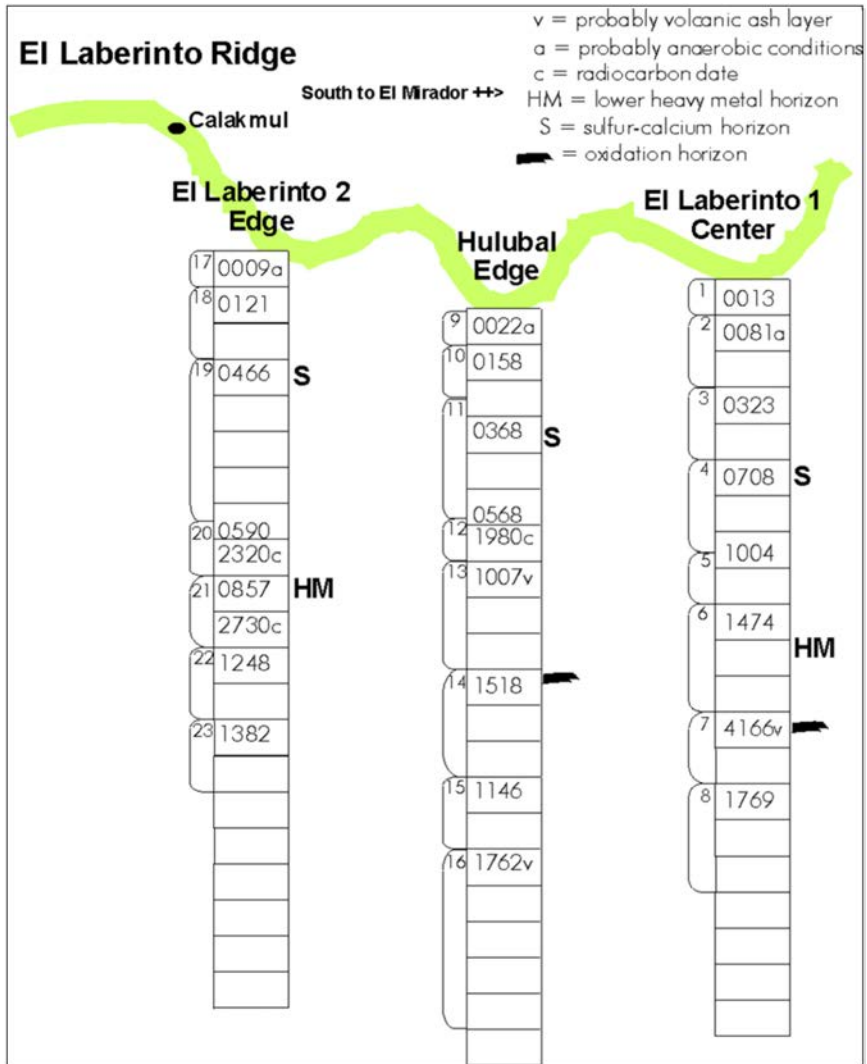 El Laberinto Ridge
v = probably volcanic ash layer
a = probably anaerobic conditions
c = radiocarbon date
HM = lower heavy metal horizon
S = sulfur-calcium horizon
= oxidation horizon
South to El Mirador ++>
Calakmul
El Laberinto 2
Edge
17 0009a
18 0121
19 0466 S
0590
20 2320c
21 0857 HM
2730c
22 1248
23 1382
Hulubal
Edge
9 0022a
10 0158
11 0368 S
0568
12 1980c
13 1007v
14 1518
15 1146
16 1762v
El Laberinto 1
Center
1 0013
2 0081a
3 0323
4 0708 S
1004
5
6 1474
HM
7 4166v
8 1769